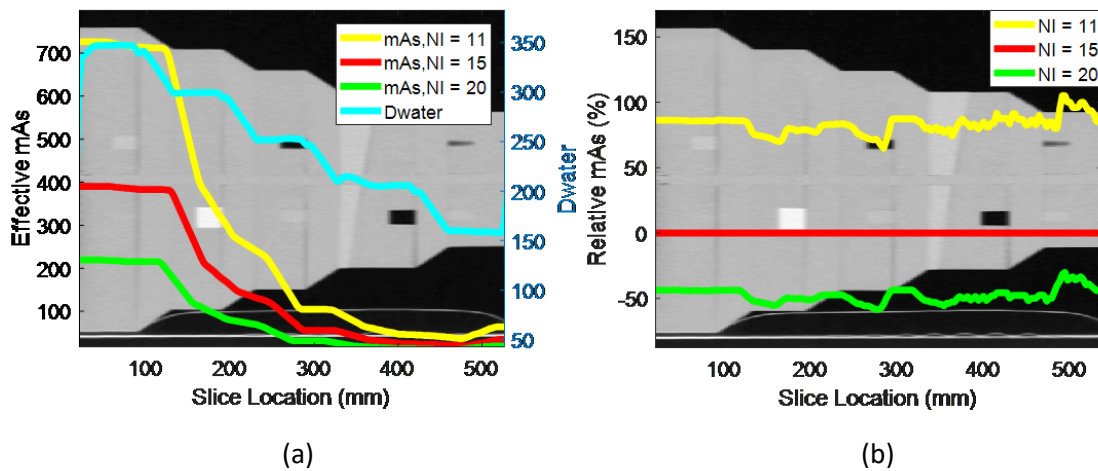 700
600
500
400
300
200
100
Effective mAs
100 200 300 400 500
Slice Location (mm)
mAs,NI = 11
mAs,NI = 15
mAs,NI = 20
Dwater
350
300
250
200
150
100
50
Dwater
(a)
150
100
50
0
-50
Relative mAs (%)
100 200 300 400 500
Slice Location (mm)
NI = 11
NI = 15
NI = 20
(b)